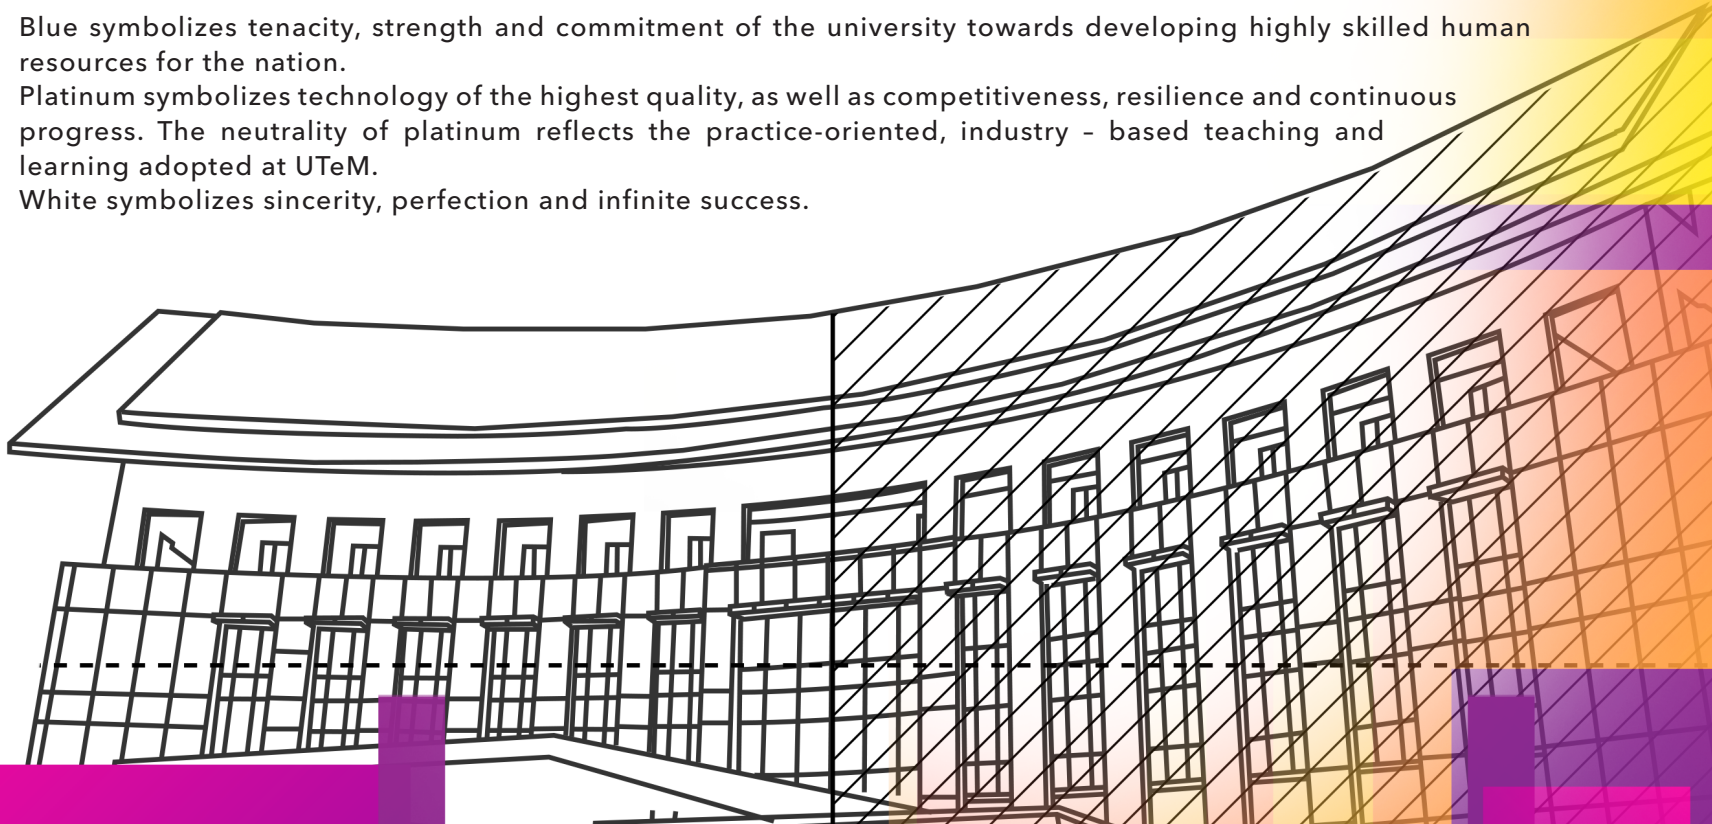 Blue symbolizes tenacity, strength and commitment of the university towards developing highly skilled human
resources for the nation.
Platinum symbolizes technology of the highest quality, as well as competitiveness, resilience and continuous
progress. The neutrality of platinum reflects the practice-oriented, industry – based teaching and
learning adopted at UTeM.
White symbolizes sincerity, perfection and infinite success.